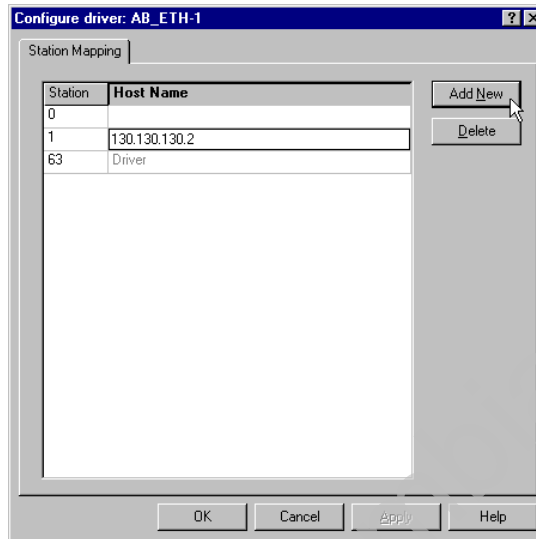 Configure driver: AB_ETH-1
Station Mapping
Station Host Name
0
1 130.130.130.2
63 Driver
Add New
Delete
OK Cancel Apply Help